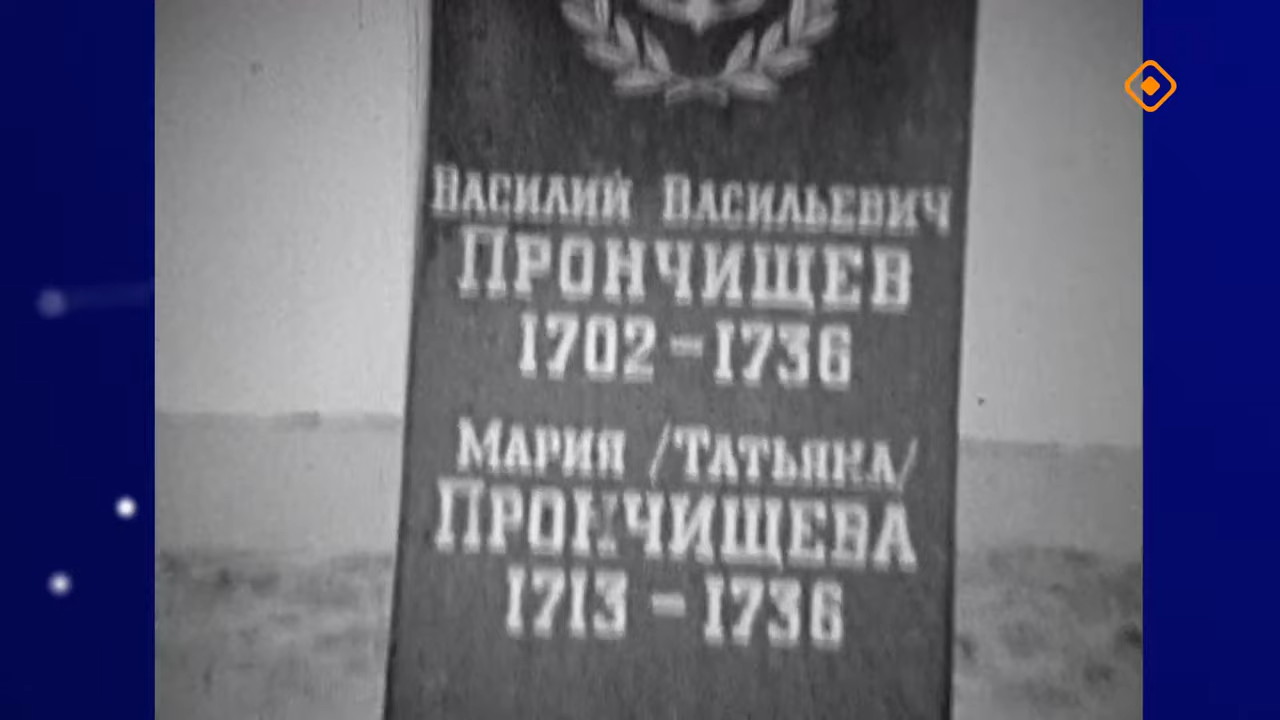 Василий Васильевич
Прончищев
1702-1736
Мария /Татьяна/
Прончищева
1713-1736